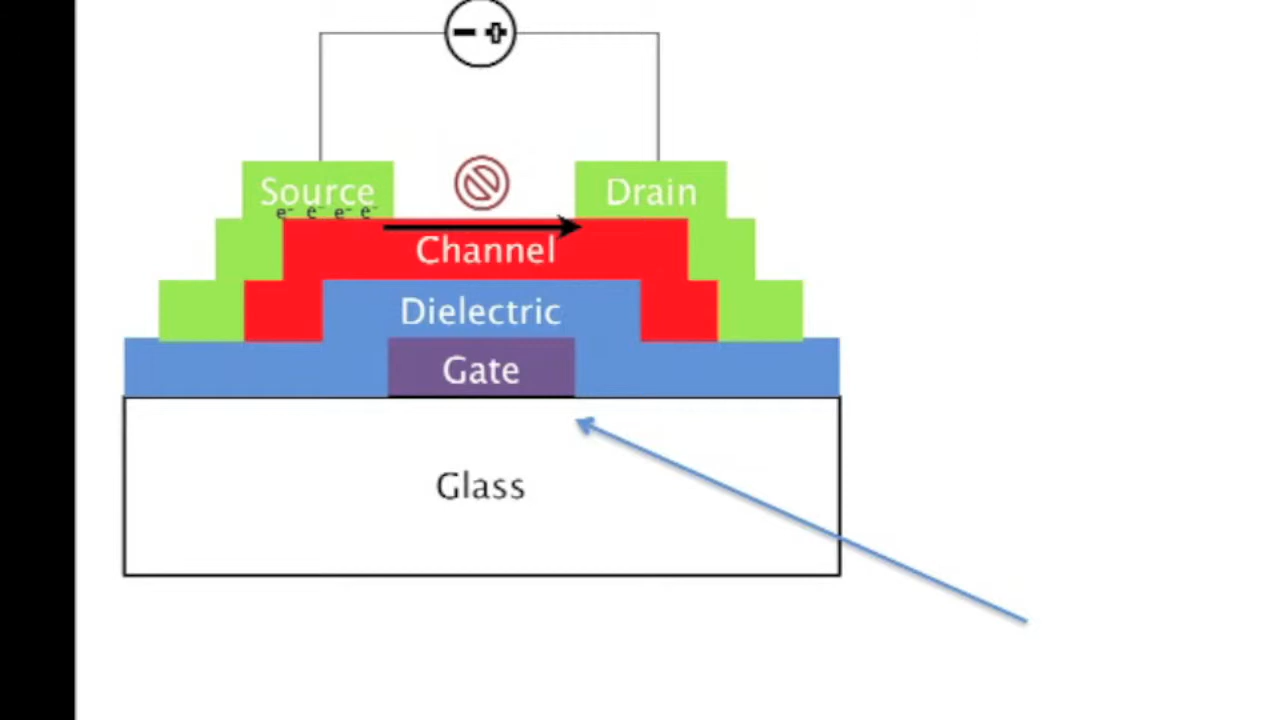 - +
Source
Drain
e⁻ e⁻ e⁻ e⁻
Channel
Dielectric
Gate
Glass